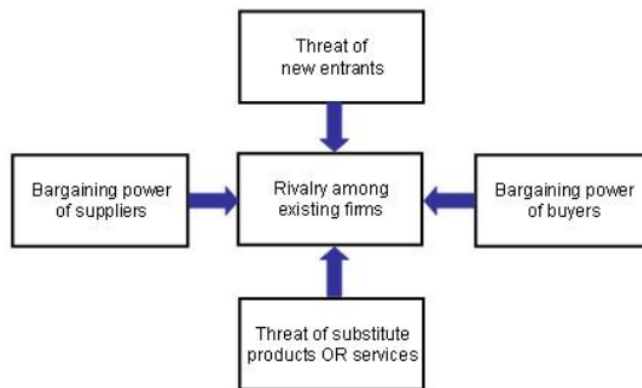 Threat of
new entrants
Bargaining power
of suppliers
Rivalry among
existing firms
Bargaining power
of buyers
Threat of substitute
products OR services